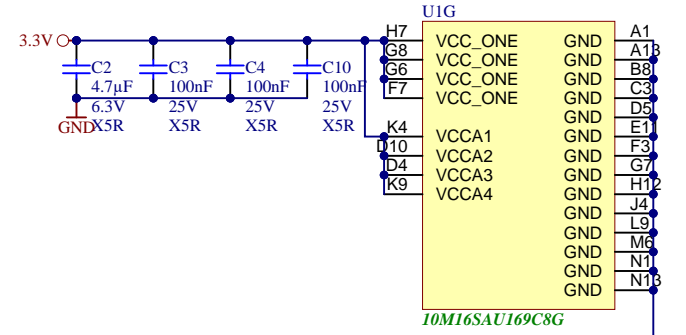 U1G
3.3V
C2
4.7µF
6.3V
X5R
C3
100nF
25V
X5R
C4
100nF
25V
X5R
C10
100nF
25V
X5R
GND
H7 VCC_ONE GND A1
G8 VCC_ONE GND A13
G6 VCC_ONE GND B8
F7 VCC_ONE GND C3
GND D5
K4 VCCA1 GND E11
D10 VCCA2 GND F3
D4 VCCA3 GND G7
K9 VCCA4 GND H12
GND J4
GND L9
GND M6
GND N1
GND N13
10M16SAU169C8G